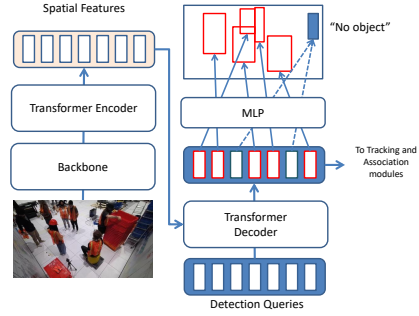 Spatial Features
"No object"
Transformer Encoder
MLP
Backbone
To Tracking and
Association
modules
Transformer
Decoder
Detection Queries